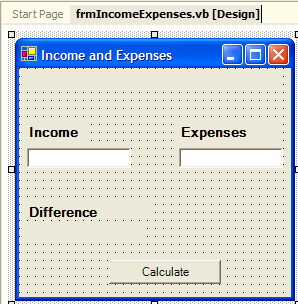 Start Page frmIncomeExpenses.vb [Design]
Income and Expenses
Income Expenses
Difference
Calculate